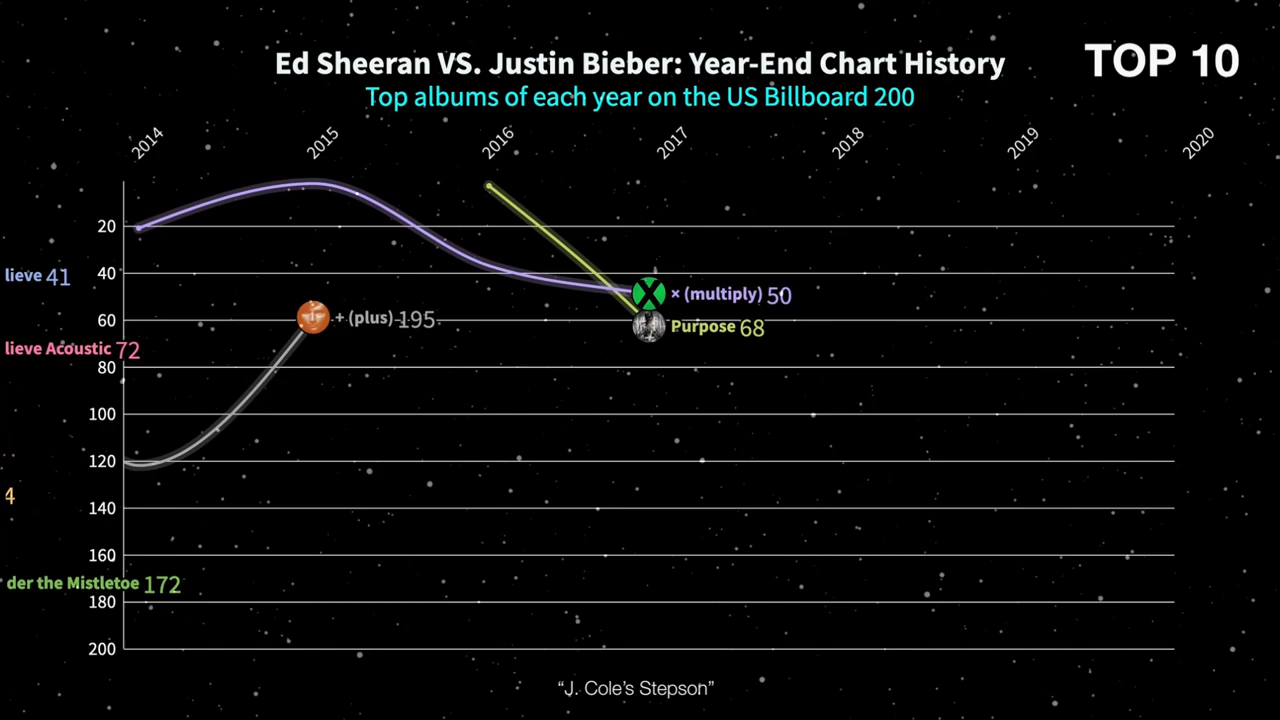 Ed Sheeran VS. Justin Bieber: Year-End Chart History
TOP 10
Top albums of each year on the US Billboard 200
2014
2015
2016
2017
2018
2019
2020
20
lieve 41
40
× (multiply) 50
+ (plus) 195
60
Purpose 68
lieve Acoustic 72
80
100
120
4
140
160
der the Mistletoe 172
180
200
“J. Cole’s Stepson”